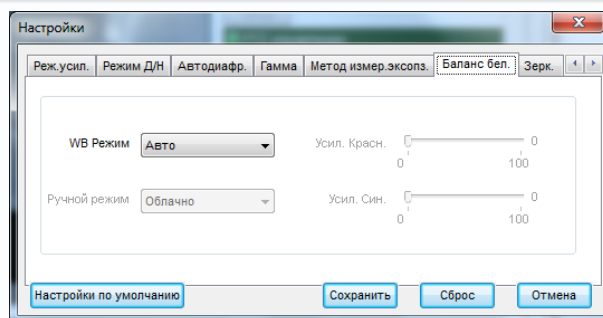 Настройки
Реж.усил. Режим Д/Н Автодиафр. Гамма Метод измер.экспз. Баланс бел. Зерк.
WB Режим Авто Усил. Красн. 0
0 100
Ручной режим Облачно Усил. Син. 0
0 100
Настройки по умолчанию Сохранить Сброс Отмена